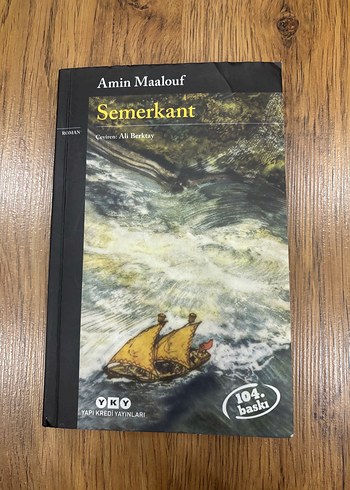 Amin Maalouf
Semerkant
ROMAN
Çeviren: Ali Berktay
YKY
YAPI KREDİ YAYINLARI
104.
baskı